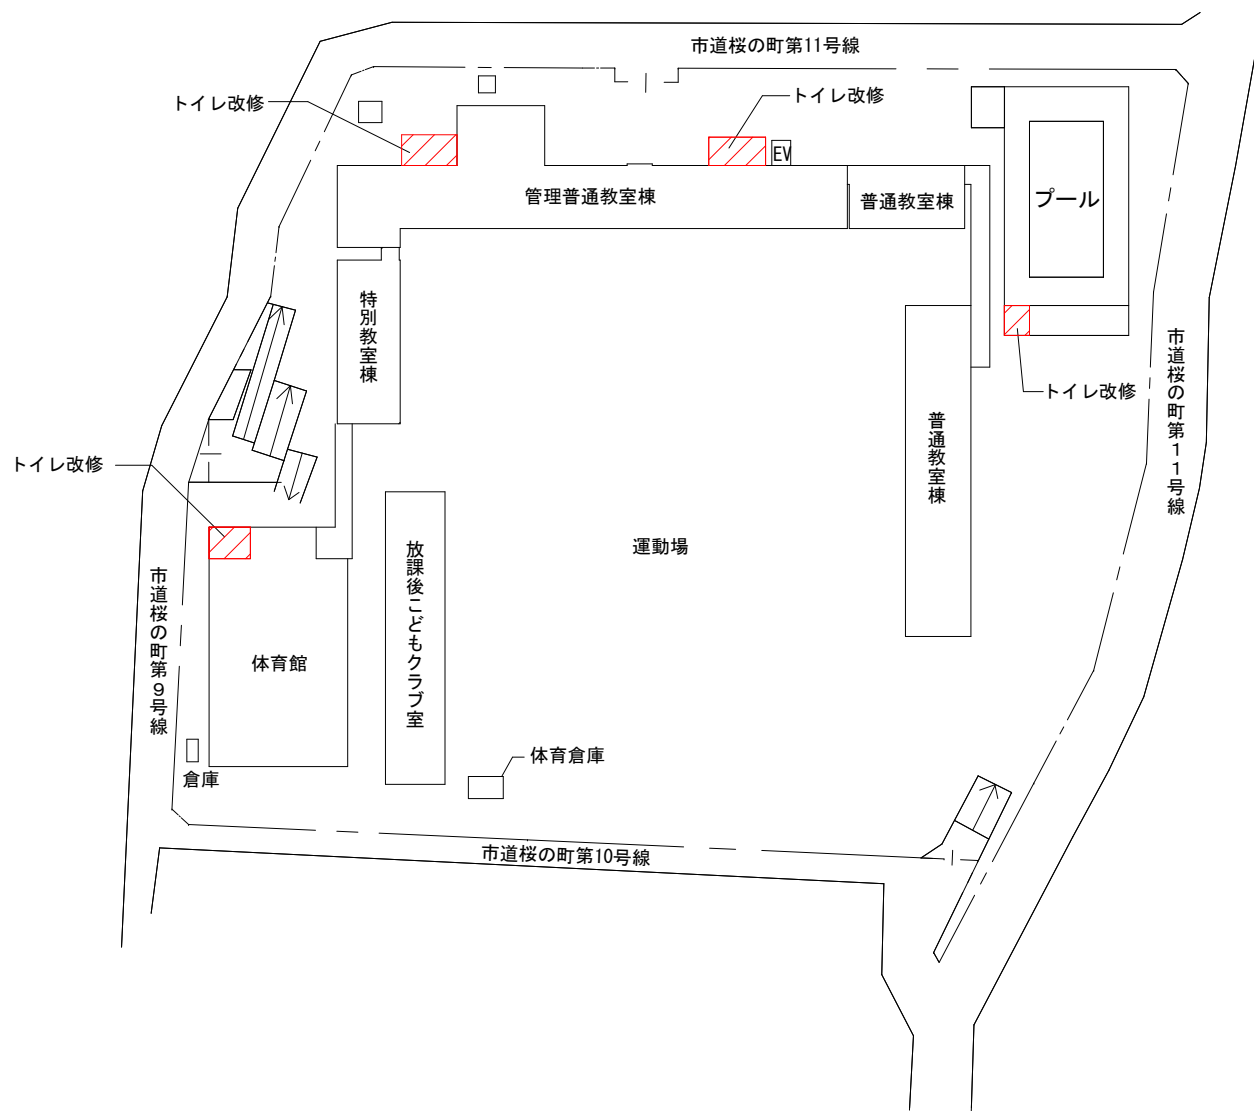 市道桜の町第11号線
トイレ改修
トイレ改修
EV
管理普通教室棟
普通教室棟
プール
特別教室棟
市道桜の町第11号線
トイレ改修
普通教室棟
トイレ改修
運動場
放課後こどもクラブ室
市道桜の町第9号線
体育館
体育倉庫
倉庫
市道桜の町第10号線